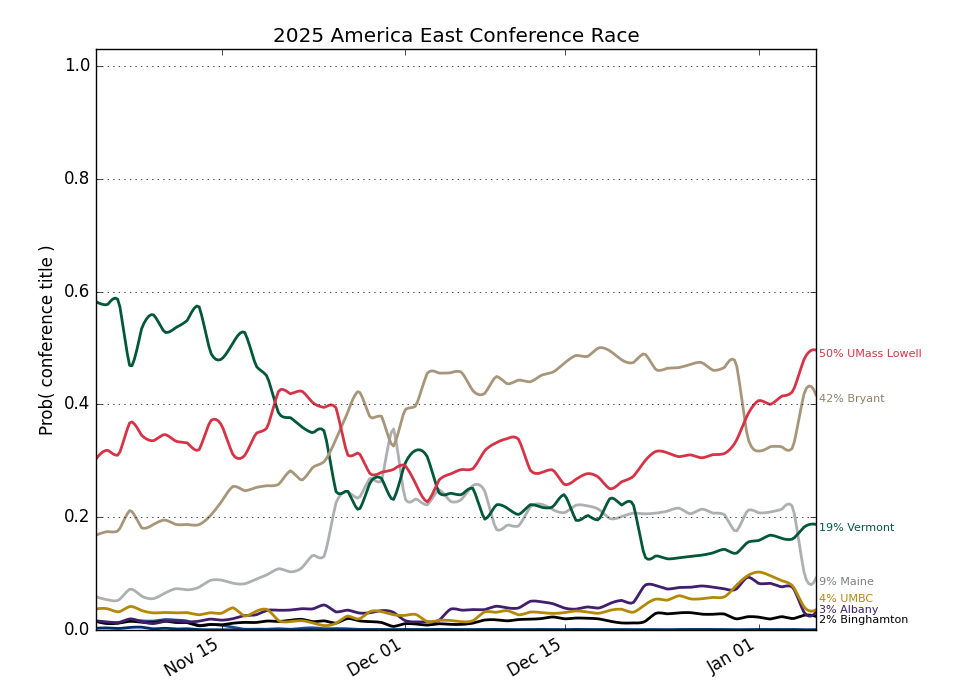 2025 America East Conference Race
Prob( conference title )
1.0
0.8
0.6
0.4
0.2
0.0
50% UMass Lowell
42% Bryant
19% Vermont
9% Maine
4% UMBC
3% Albany
2% Binghamton
Nov 15
Dec 01
Dec 15
Jan 01